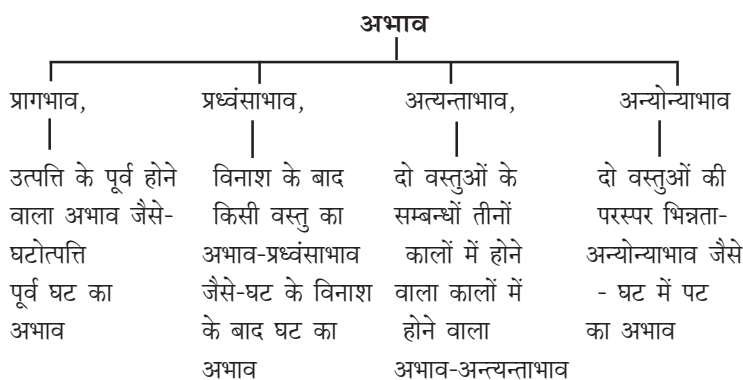 अभाव
प्रागभाव,
उत्पत्ति के पूर्व होने
वाला अभाव जैसे-
घटोत्पत्ति
पूर्व घट का
अभाव
प्रध्वंसाभाव,
विनाश के बाद
किसी वस्तु का
अभाव-प्रध्वंसाभाव
जैसे-घट के विनाश
के बाद घट का
अभाव
अत्यन्ताभाव,
दो वस्तुओं के
सम्बन्धों तीनों
कालों में होने
वाला कालों में
होने वाला
अभाव-अन्त्यन्ताभाव
अन्योन्याभाव
दो वस्तुओं की
परस्पर भिन्नता-
अन्योन्याभाव जैसे
- घट में पट
का अभाव